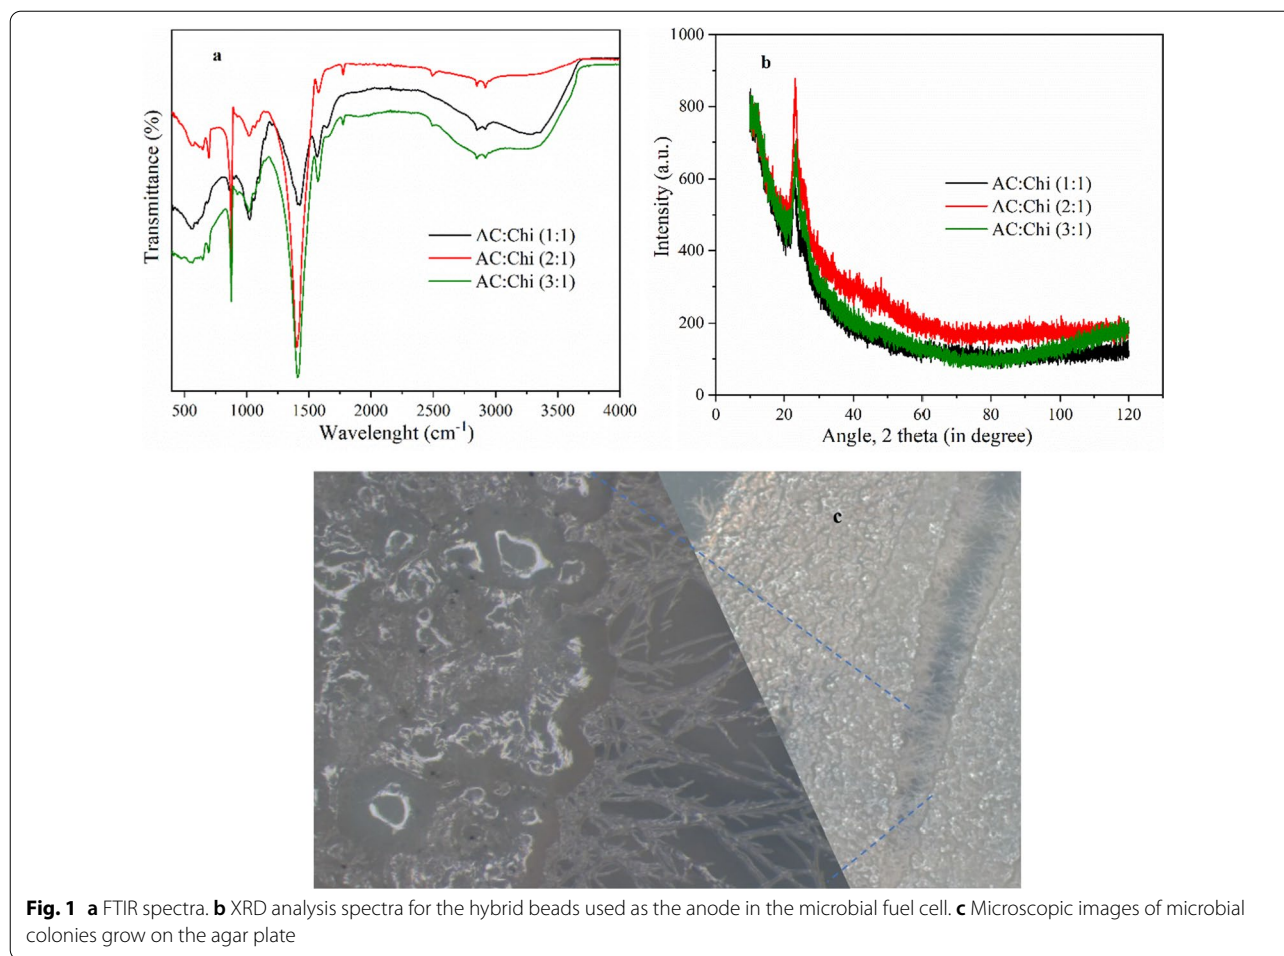 a
Transmittance (%)
AC:Chi (1:1)
AC:Chi (2:1)
AC:Chi (3:1)
500 1000 1500 2000 2500 3000 3500 4000
Wavelenght (cm-1)
b
Intensity (a.u.)
1000
800
600
400
200
0
AC:Chi (1:1)
AC:Chi (2:1)
AC:Chi (3:1)
0 20 40 60 80 100 120
Angle, 2 theta (in degree)
c
Fig. 1 a FTIR spectra. b XRD analysis spectra for the hybrid beads used as the anode in the microbial fuel cell. c Microscopic images of microbial
colonies grow on the agar plate